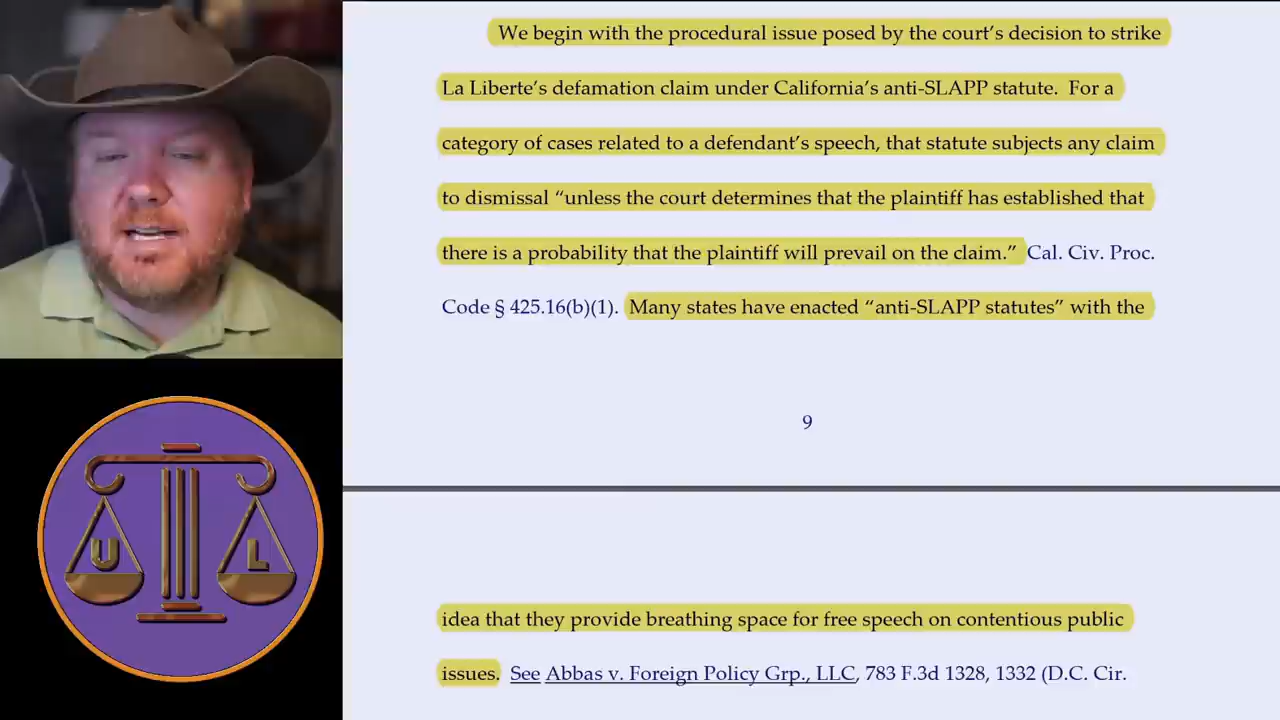 We begin with the procedural issue posed by the court’s decision to strike
La Liberte’s defamation claim under California’s anti-SLAPP statute. For a
category of cases related to a defendant’s speech, that statute subjects any claim
to dismissal “unless the court determines that the plaintiff has established that
there is a probability that the plaintiff will prevail on the claim.” Cal. Civ. Proc.
Code § 425.16(b)(1). Many states have enacted “anti-SLAPP statutes” with the
9
idea that they provide breathing space for free speech on contentious public
issues. See Abbas v. Foreign Policy Grp., LLC, 783 F.3d 1328, 1332 (D.C. Cir.
U L